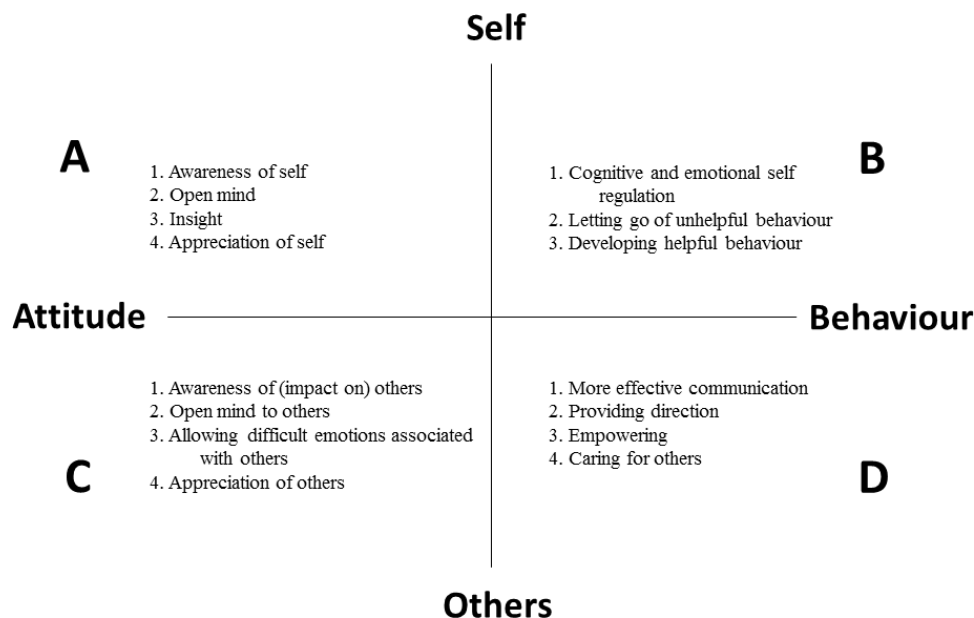 Self
A
1. Awareness of self
2. Open mind
3. Insight
4. Appreciation of self
B
1. Cognitive and emotional self
regulation
2. Letting go of unhelpful behaviour
3. Developing helpful behaviour
Attitude
Behaviour
1. Awareness of (impact on) others
2. Open mind to others
3. Allowing difficult emotions associated
with others
4. Appreciation of others
C
1. More effective communication
2. Providing direction
3. Empowering
4. Caring for others
D
Others